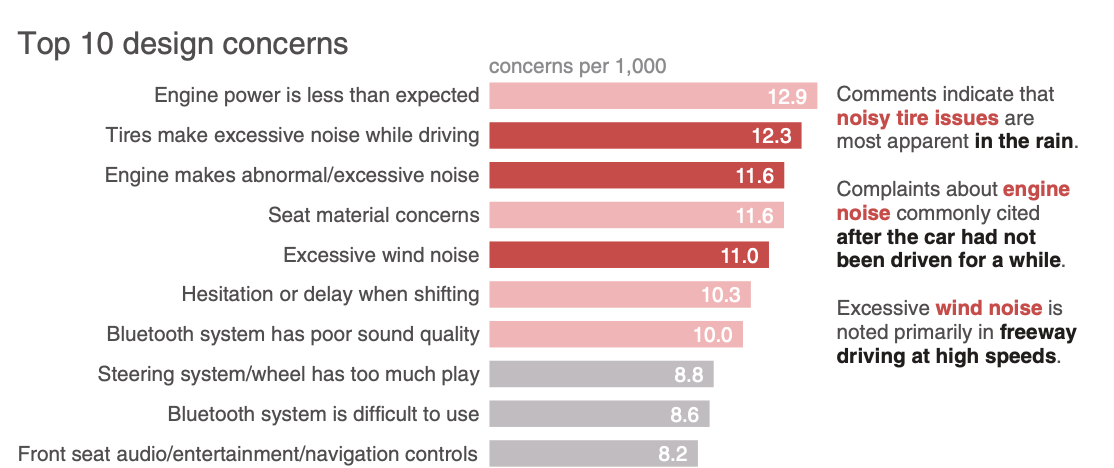 Top 10 design concerns
concerns per 1,000
Engine power is less than expected 12.9
Tires make excessive noise while driving 12.3
Engine makes abnormal/excessive noise 11.6
Seat material concerns 11.6
Excessive wind noise 11.0
Hesitation or delay when shifting 10.3
Bluetooth system has poor sound quality 10.0
Steering system/wheel has too much play 8.8
Bluetooth system is difficult to use 8.6
Front seat audio/entertainment/navigation controls 8.2
Comments indicate that
noisy tire issues are
most apparent in the rain.
Complaints about engine
noise commonly cited
after the car had not
been driven for a while.
Excessive wind noise is
noted primarily in freeway
driving at high speeds.